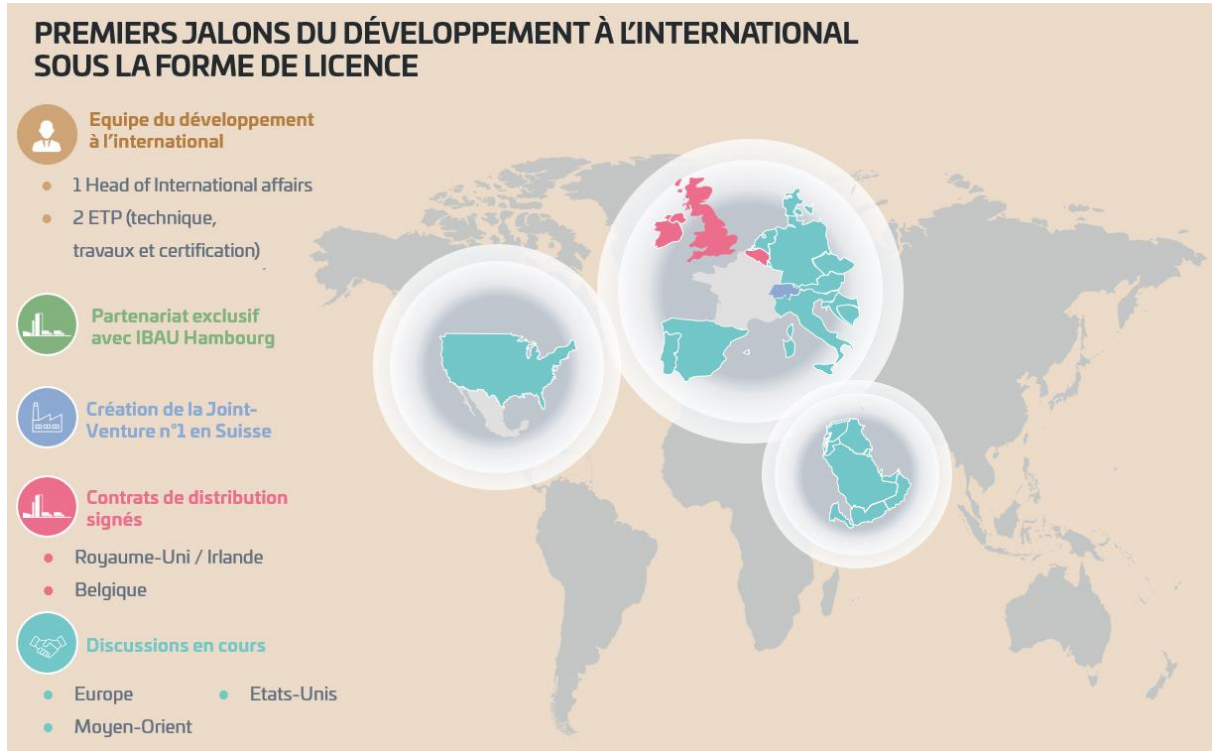 PREMIERS JALONS DU DÉVELOPPEMENT À L'INTERNATIONAL
SOUS LA FORME DE LICENCE
Equipe du développement
à l'international
1 Head of International affairs
2 ETP (technique,
travaux et certification)
Partenariat exclusif
avec IBAU Hambourg
Création de la Joint-
Venture n°1 en Suisse
Contrats de distribution
signés
Royaume-Uni / Irlande
Belgique
Discussions en cours
Europe
Etats-Unis
Moyen-Orient